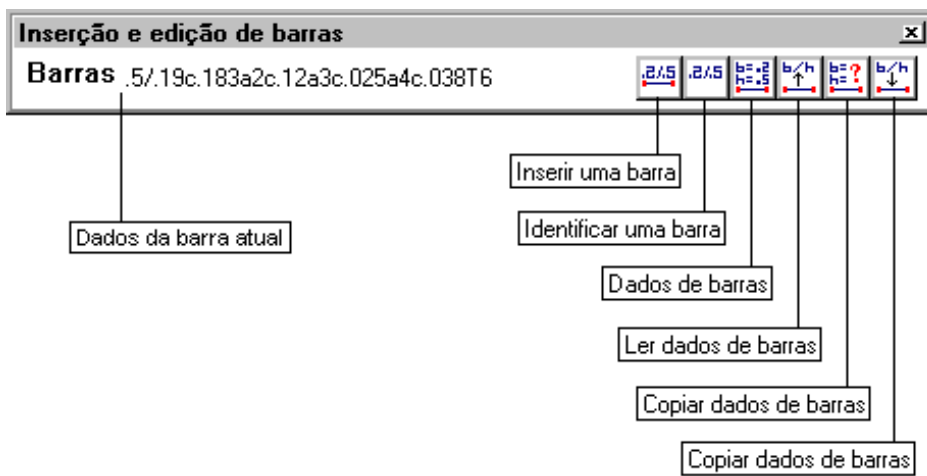 Inserção e edição de barras
Barras .5/.19c.183a2c.12a3c.025a4c.038T6
Inserir uma barra
Dados da barra atual
Identificar uma barra
Dados de barras
Ler dados de barras
Copiar dados de barras
Copiar dados de barras